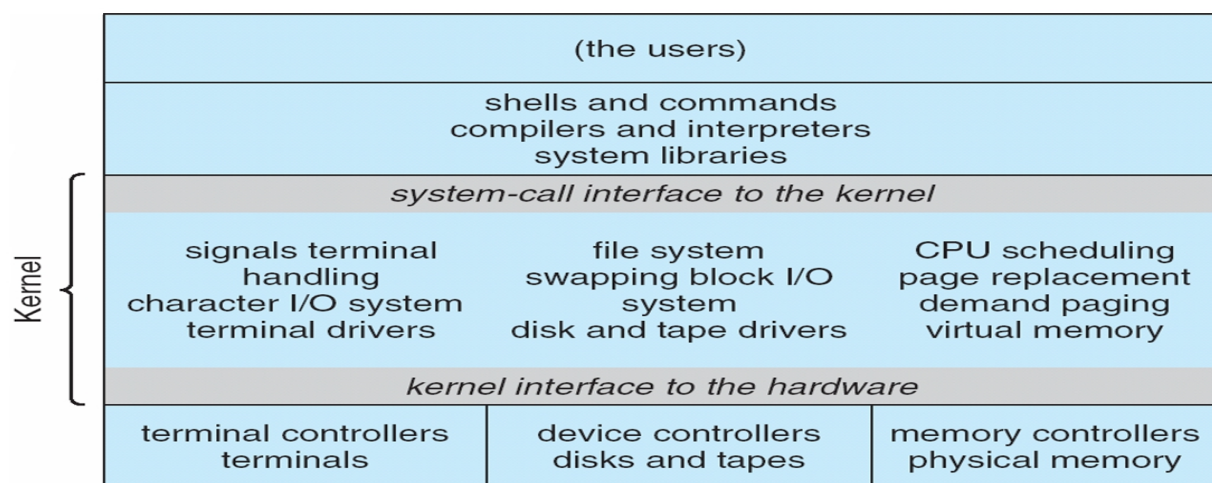 (the users)
shells and commands
compilers and interpreters
system libraries
system-call interface to the kernel
Kernel
signals terminal
handling
character I/O system
terminal drivers
file system
swapping block I/O
system
disk and tape drivers
CPU scheduling
page replacement
demand paging
virtual memory
kernel interface to the hardware
terminal controllers
terminals
device controllers
disks and tapes
memory controllers
physical memory